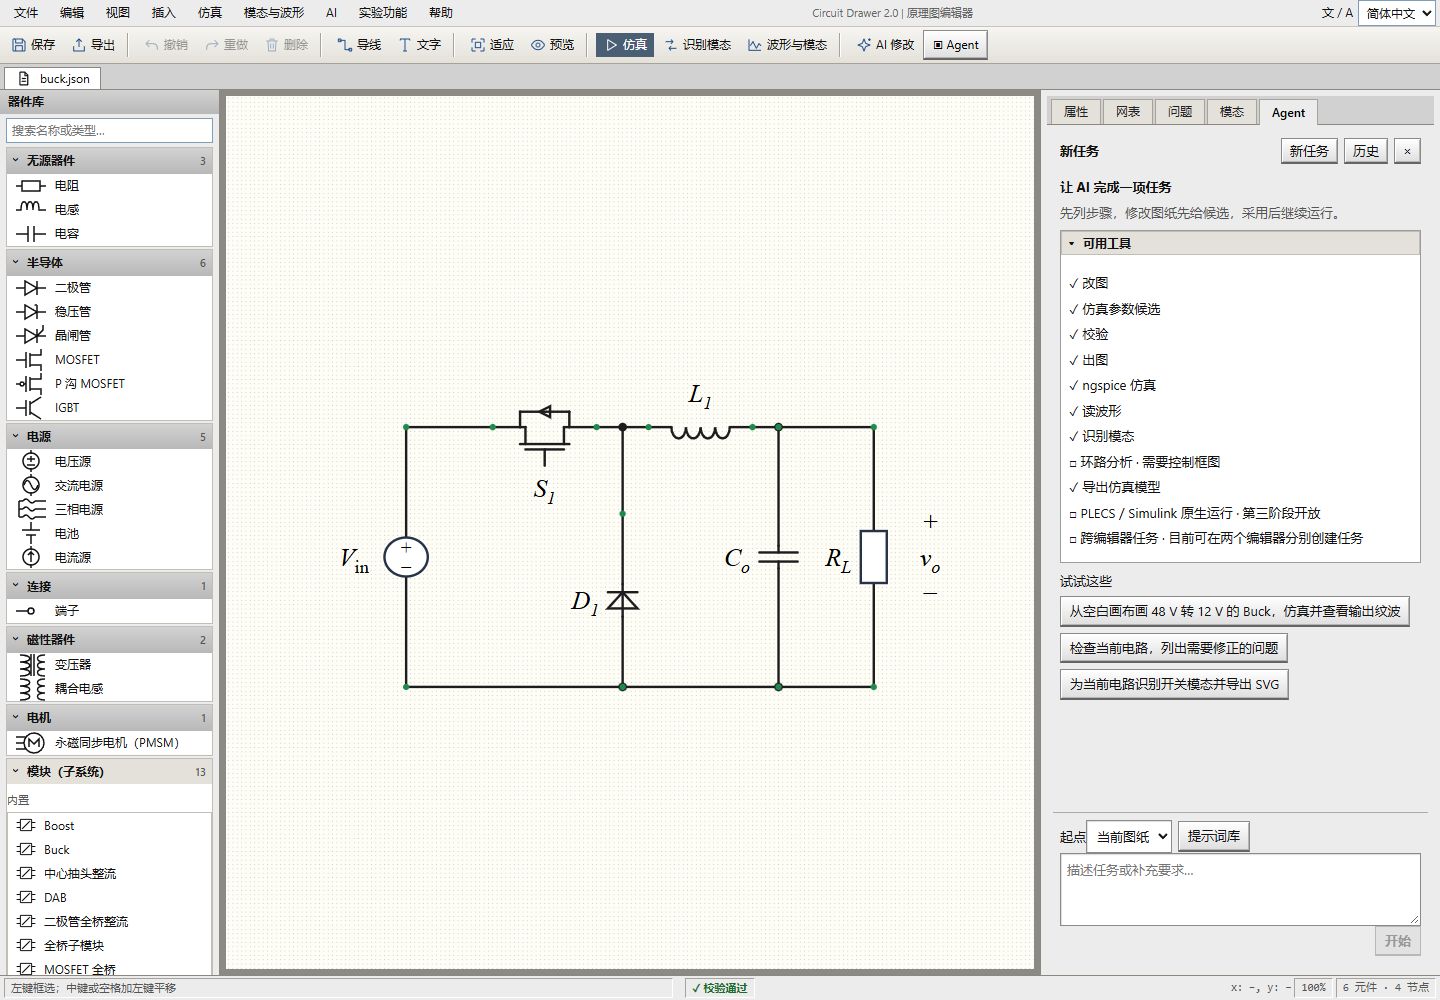 文件 编辑 视图 插入 仿真 模态与波形 AI 实验功能 帮助 Circuit Drawer 2.0 | 原理图编辑器 文 / A 简体中文
保存 导出 撤销 重做 删除 导线 文字 适应 预览 仿真 识别模态 波形与模态 AI 修改 Agent
buck.json
器件库
搜索名称或类型...
无源器件 3
电阻
电感
电容
半导体 6
二极管
稳压管
晶闸管
MOSFET
P 沟 MOSFET
IGBT
电源 5
电压源
交流电源
三相电源
电池
电流源
连接 1
端子
磁性器件 2
变压器
耦合电感
电机 1
永磁同步电机（PMSM）
模块（子系统） 13
内置
Boost
Buck
中心抽头整流
DAB
二极管全桥整流
全桥子模块
MOSFET 全桥
L1
S1
Vin
+
−
D1
Co
RL
+
vo
−
属性 网表 问题 模态 Agent
新任务 新任务 历史 ×
让 AI 完成一项任务
先列步骤，修改图纸先给候选，采用后继续运行。
可用工具
✓ 改图
✓ 仿真参数候选
✓ 校验
✓ 出图
✓ ngspice 仿真
✓ 读波形
✓ 识别模态
□ 环路分析 · 需要控制框图
✓ 导出仿真模型
□ PLECS / Simulink 原生运行 · 第三阶段开放
□ 跨编辑器任务 · 目前可在两个编辑器分别创建任务
试试这些
从空白画布画 48 V 转 12 V 的 Buck，仿真并查看输出纹波
检查当前电路，列出需要修正的问题
为当前电路识别开关模态并导出 SVG
起点 当前图纸 提示词库
描述任务或补充要求...
开始
左键框选；中键或空格加左键平移 ✓ 校验通过 x: –, y: – 100% 6 元件 · 4 节点